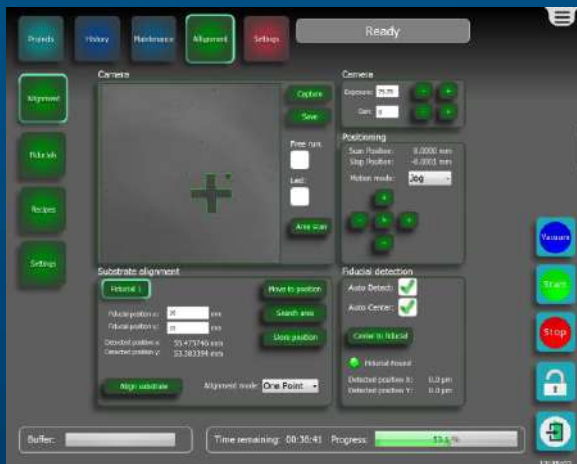 Ready
Projects
History
Maintenance
Alignment
Settings
Camera
Capture
Save
Free run:
Led:
Area scan
Camera
Exposure:
Gain:
Positioning
Scan Position: 0.0000 mm
Step Position: -0.0001 mm
Motion mode: Jog
Alignment
Fiducials
Recipes
Settings
Substrate alignment
Fiducial 1
Move to position
Fiducial position x: mm
Search area
Fiducial position y: mm
Store position
Detected position x: 55.475746 mm
Detected position y: 53.383394 mm
Align substrate
Alignment mode: One Point
Fiducial detection
Auto Detect:
Auto Center:
Center to fiducial
Fiducial found
Detected position X: 0.0 µm
Detected position Y: 0.0 µm
Vacuum
Start
Stop
Buffer:
Time remaining: 00:36:41 Progress: 53.1 %